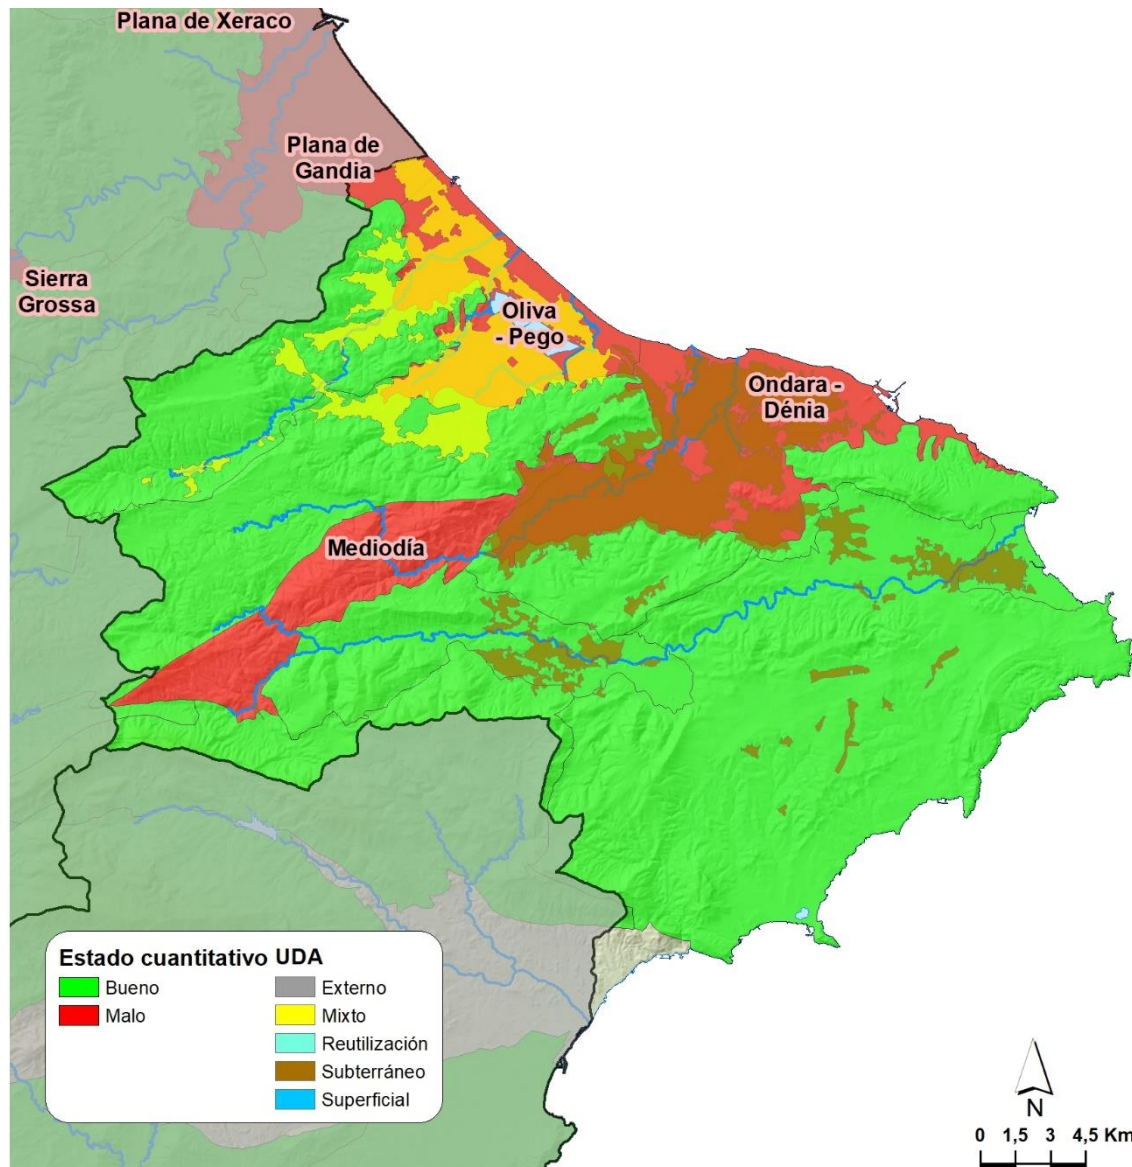 Plana de Xeraco
Plana de
Gandia
Sierra
Grossa
Oliva
- Pego
Ondara -
Dénia
Mediodía
Estado cuantitativo UDA
Bueno
Malo
Externo
Mixto
Reutilización
Subterráneo
Superficial
N
0 1,5 3 4,5 Km